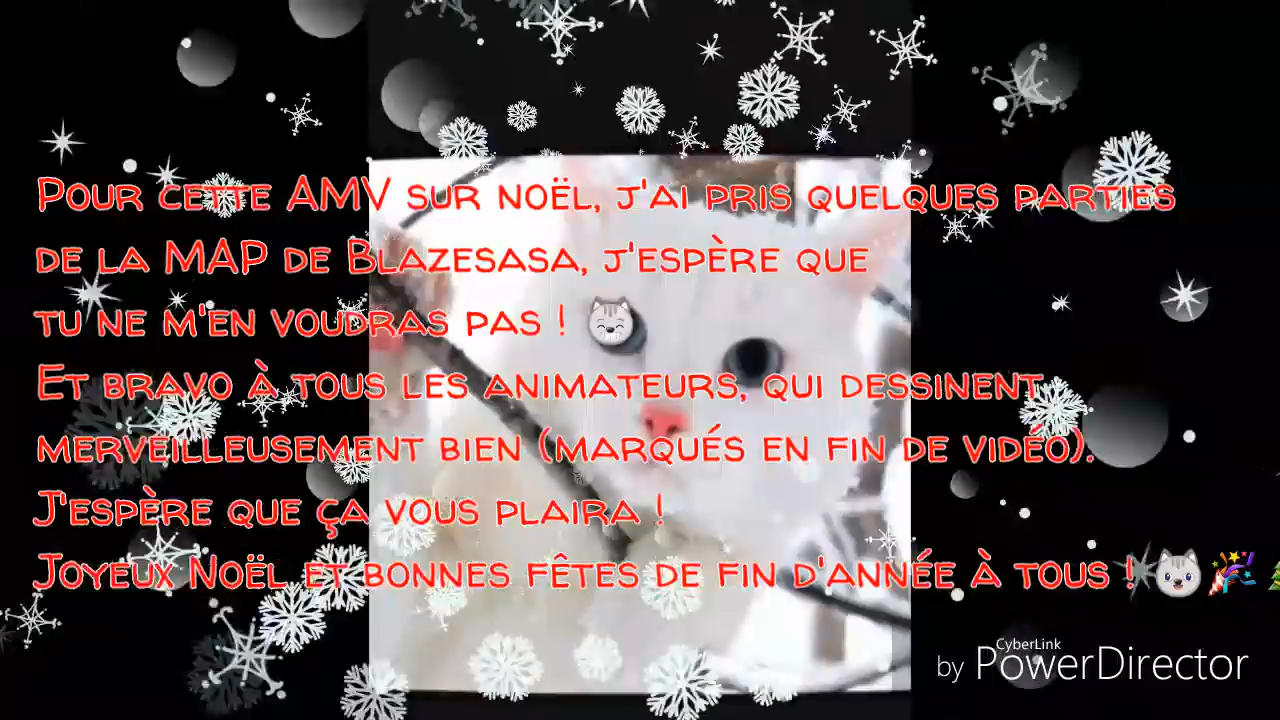 Pour cette AMV sur Noël, j'ai pris quelques parties
de la MAP de Blazesasa, j'espère que
tu ne m'en voudras pas ! 😸
Et bravo à tous les animateurs, qui dessinent
merveilleusement bien (marqués en fin de vidéo).
J'espère que ça vous plaira !
Joyeux Noël et bonnes fêtes de fin d'année à tous ! 🐱🎉🎄
CyberLink
by PowerDirector